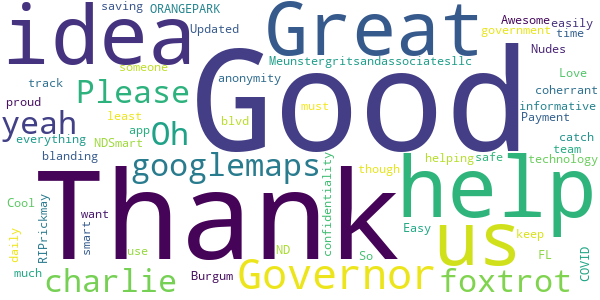 saving ORANGEPARK
idea
Great
Awesome easily
Updated
government time
Meunstergritsandassociatesllc
Nudes
someone
Good
track
Please
anonymity
Love
coherrant
proud
yeah
least
Oh
blvd
must
informative
Payment
everything
app
NDSmart
catch
team
blanding
googlemaps
confidentiality
though
helping safe technology
Thank
help
us
Cool
RIPrickmay
want
smart
Easy
keep
daily
use
ND
So
FL
much
charlie
Burgum
Governor
foxtrot
COVID